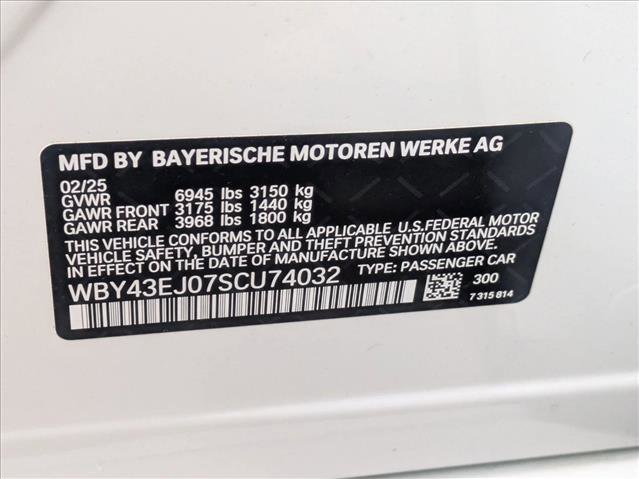 MFD BY BAYERISCHE MOTOREN WERKE AG
02/25
GVWR 6945 lbs 3150 kg
GAWR FRONT 3175 lbs 1440 kg
GAWR REAR 3968 lbs 1800 kg
THIS VEHICLE CONFORMS TO ALL APPLICABLE U.S.FEDERAL MOTOR
VEHICLE SAFETY, BUMPER, AND THEFT PREVENTION STANDARDS
IN EFFECT ON THE DATE OF MANUFACTURE SHOWN ABOVE.
WBY43EJ07SCU74032 TYPE: PASSENGER CAR
300
7 315 814